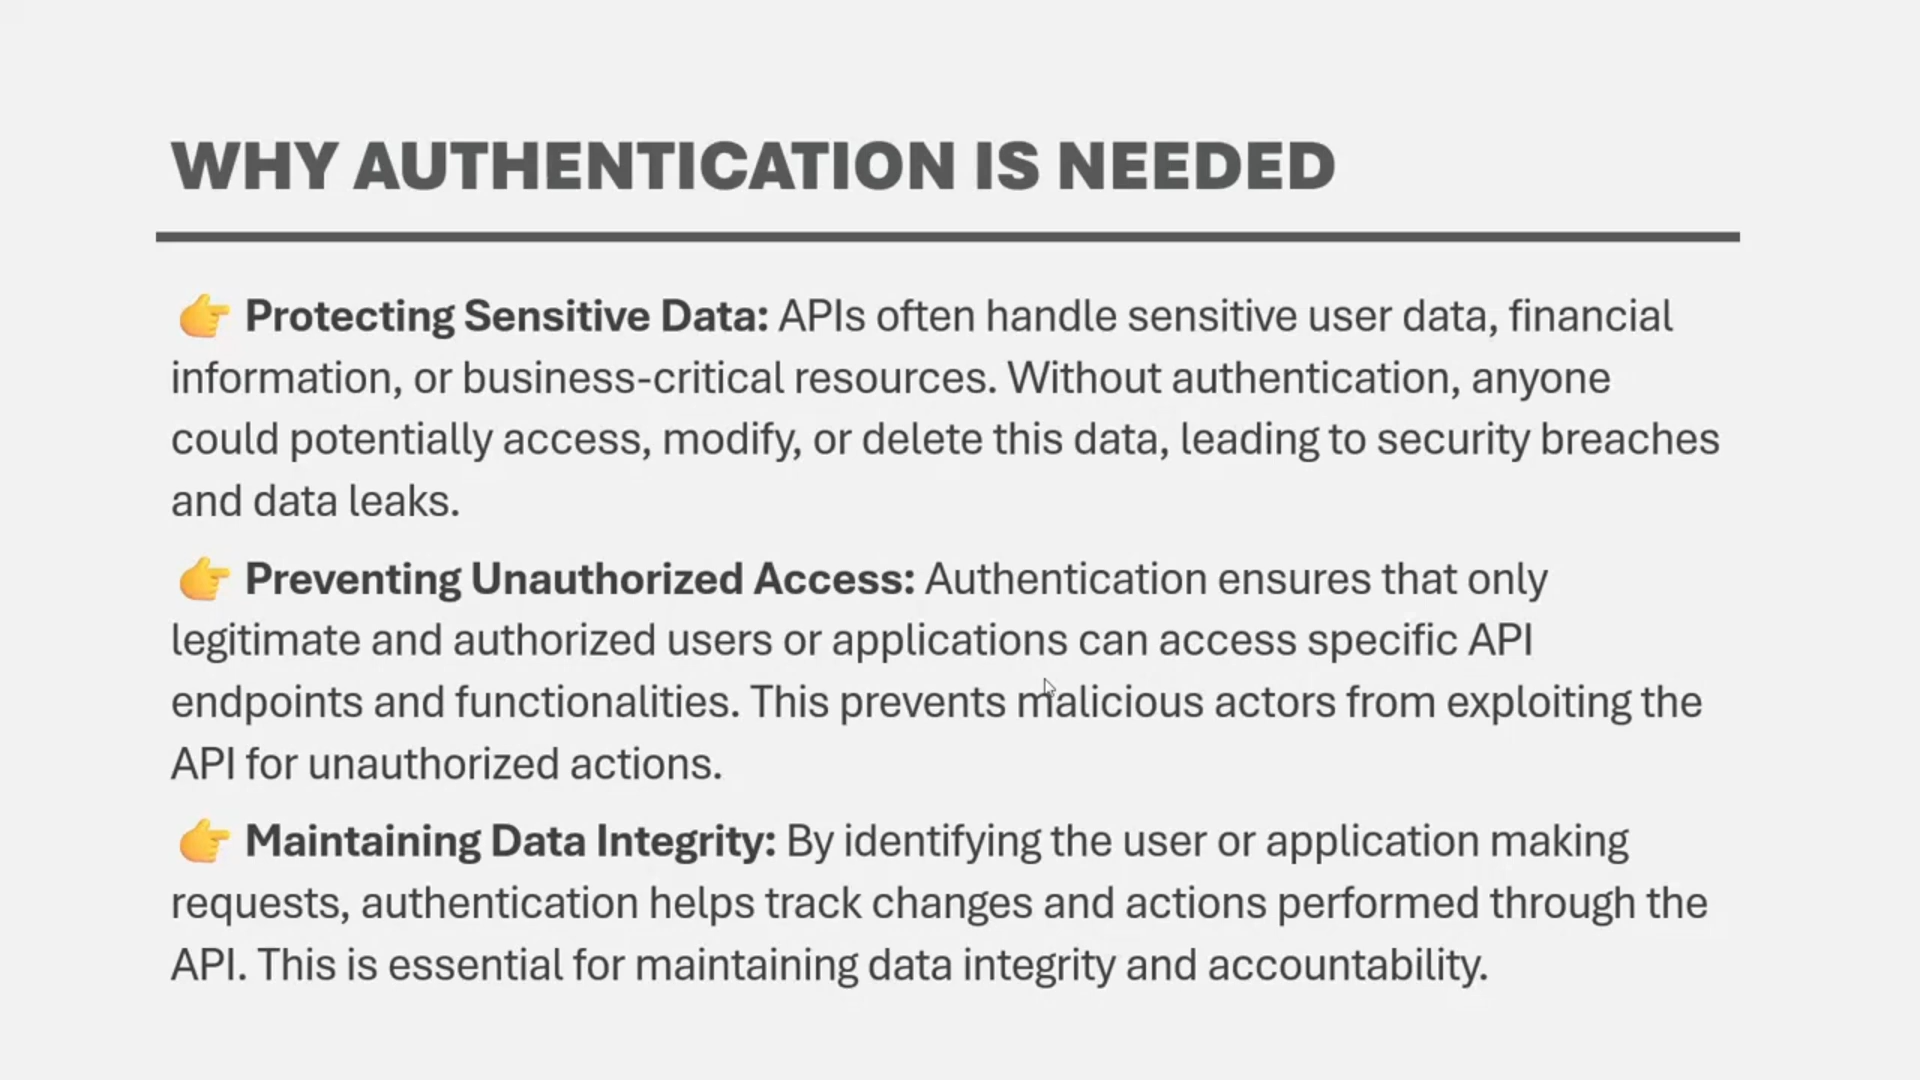 WHY AUTHENTICATION IS NEEDED
👉 Protecting Sensitive Data: APIs often handle sensitive user data, financial
information, or business-critical resources. Without authentication, anyone
could potentially access, modify, or delete this data, leading to security breaches
and data leaks.
👉 Preventing Unauthorized Access: Authentication ensures that only
legitimate and authorized users or applications can access specific API
endpoints and functionalities. This prevents malicious actors from exploiting the
API for unauthorized actions.
👉 Maintaining Data Integrity: By identifying the user or application making
requests, authentication helps track changes and actions performed through the
API. This is essential for maintaining data integrity and accountability.